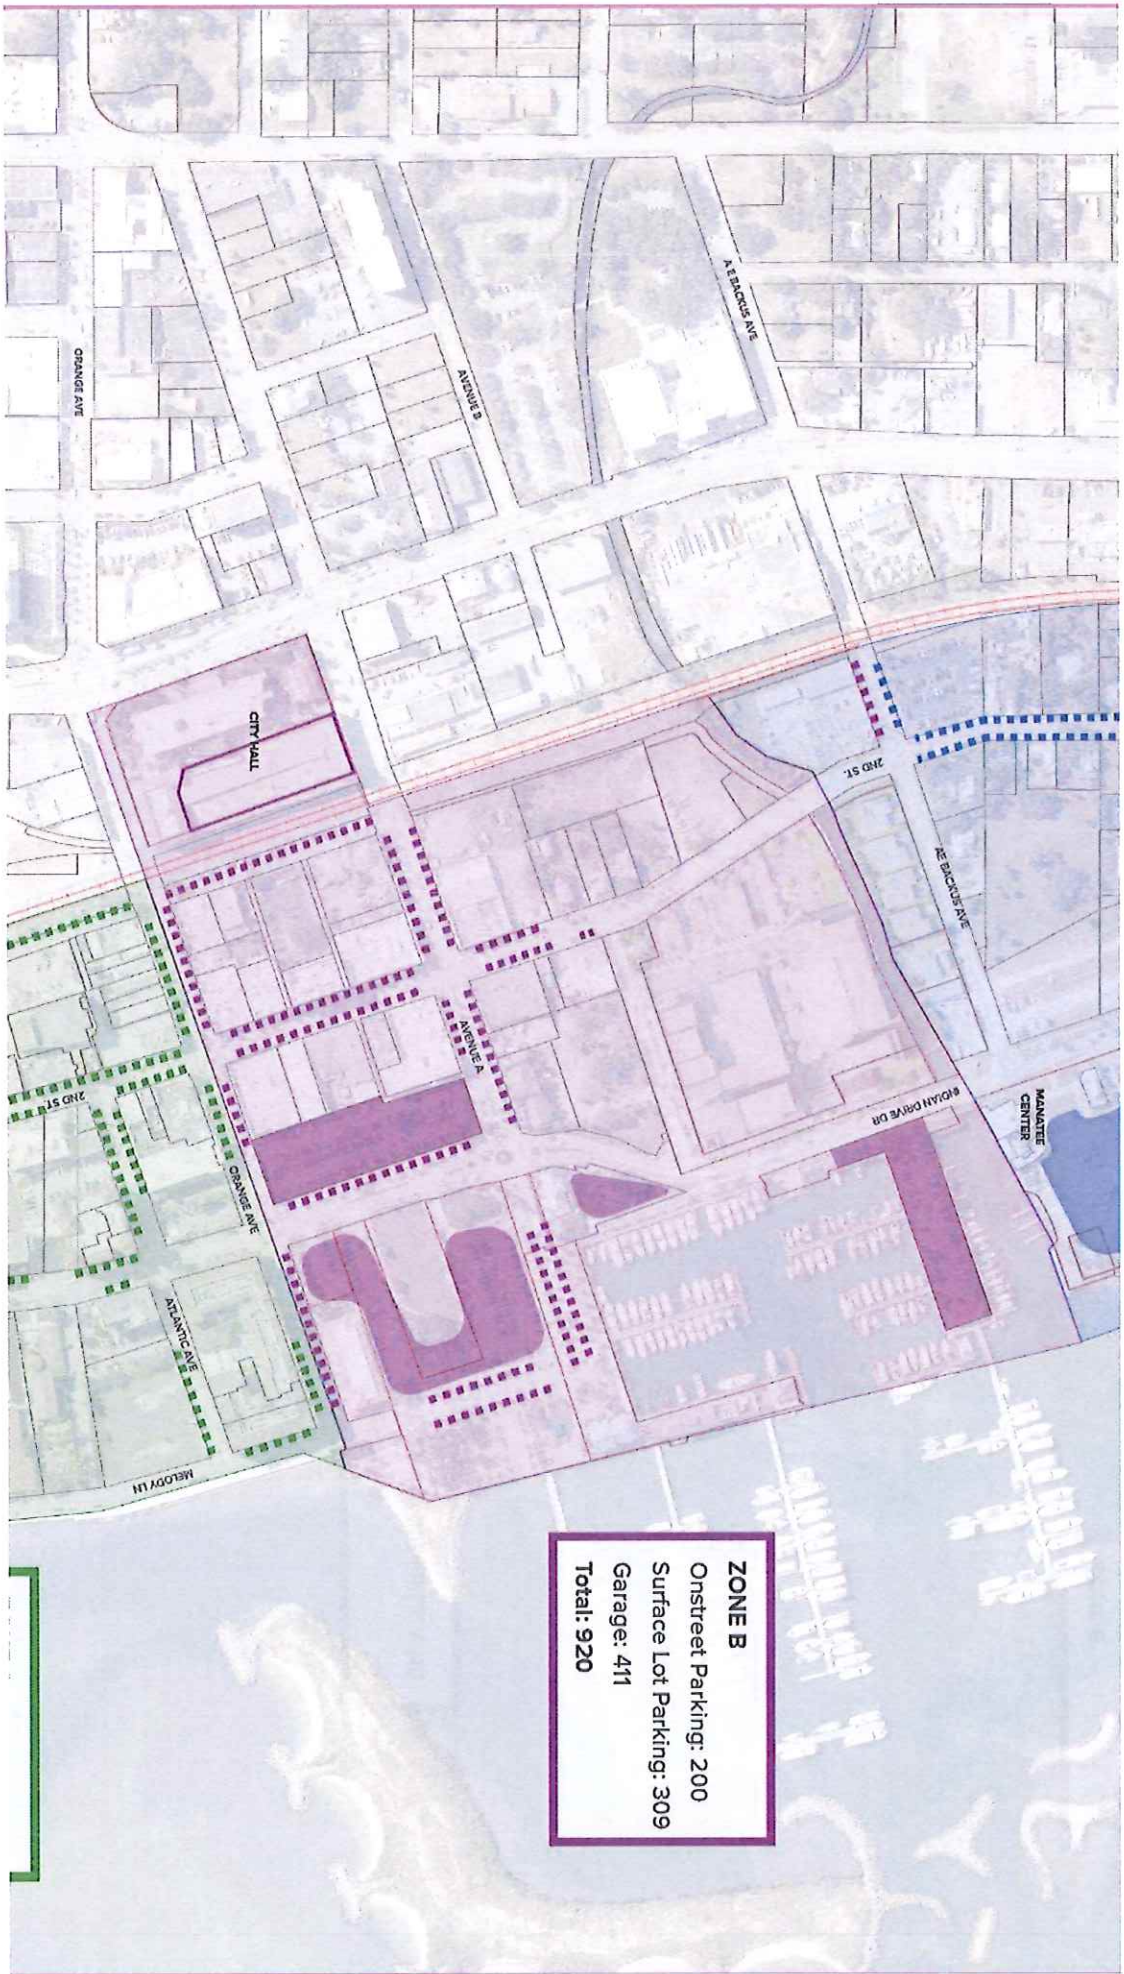 A E BACKUS AVE
AVENUE B
ORANGE AVE
CITY HALL
2ND ST.
AE BACKUS AVE
MANATEE
CENTER
INDIAN DRIVE DR
AVENUE A
2ND ST.
ORANGE AVE
ATLANTIC AVE
MELODY LN
ZONE B
Onstreet Parking: 200
Surface Lot Parking: 309
Garage: 411
Total: 920